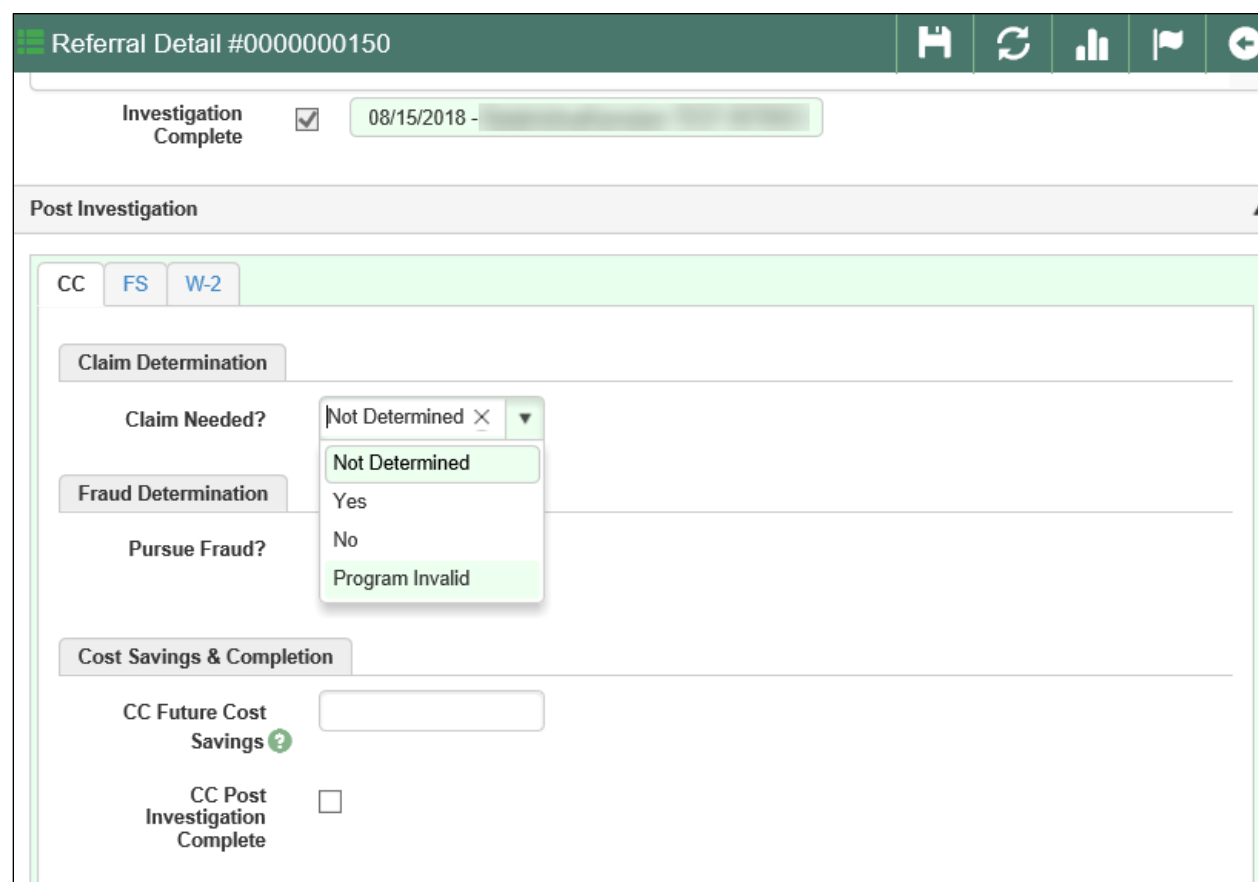 Referral Detail #0000000150
Investigation
Complete
08/15/2018 -
Post Investigation
CC FS W-2
Claim Determination
Claim Needed? Not Determined
Not Determined
Fraud Determination
Yes
Pursue Fraud?
No
Program Invalid
Cost Savings & Completion
CC Future Cost
Savings ?
CC Post
Investigation
Complete